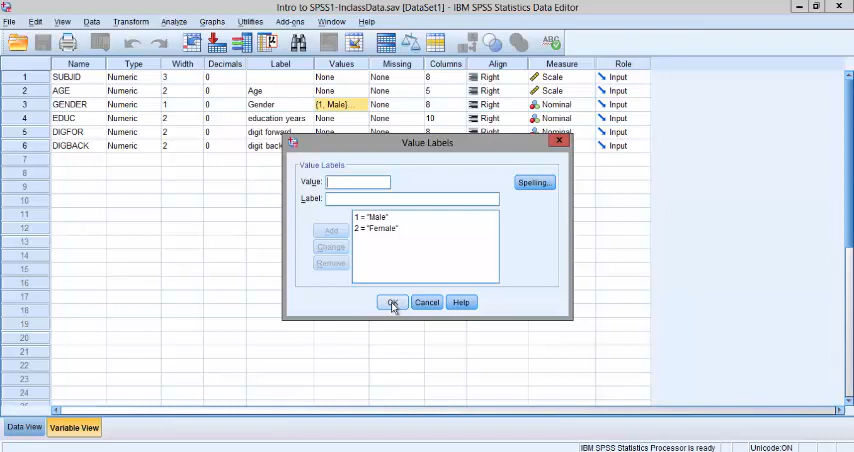 Intro to SPSS1-InclassData.sav [DataSet1] - IBM SPSS Statistics Data Editor
File Edit View Data Transform Analyze Graphs Utilities Add-ons Window Help
Name Type Width Decimals Label Values Missing Columns Align Measure Role
1 SUBJID Numeric 3 0 None None 8 Right Scale Input
2 AGE Numeric 2 0 Age None None 5 Right Scale Input
3 GENDER Numeric 1 0 Gender {1, Male}... None 8 Right Nominal Input
4 EDUC Numeric 2 0 education years None None 10 Right Nominal Input
5 DIGFOR Numeric 2 0 digit forward None None 8 Right Nominal Input
6 DIGBACK Numeric 2 0 digit bac Input
7
8
9
10
11
12
13
14
15
16
17
18
19
20
21
22
23
24
Value Labels
Value Labels
Value: Spelling...
Label:
1 = "Male"
2 = "Female"
Add
Change
Remove
OK Cancel Help
Data View Variable View
IBM SPSS Statistics Processor is ready Unicode:ON